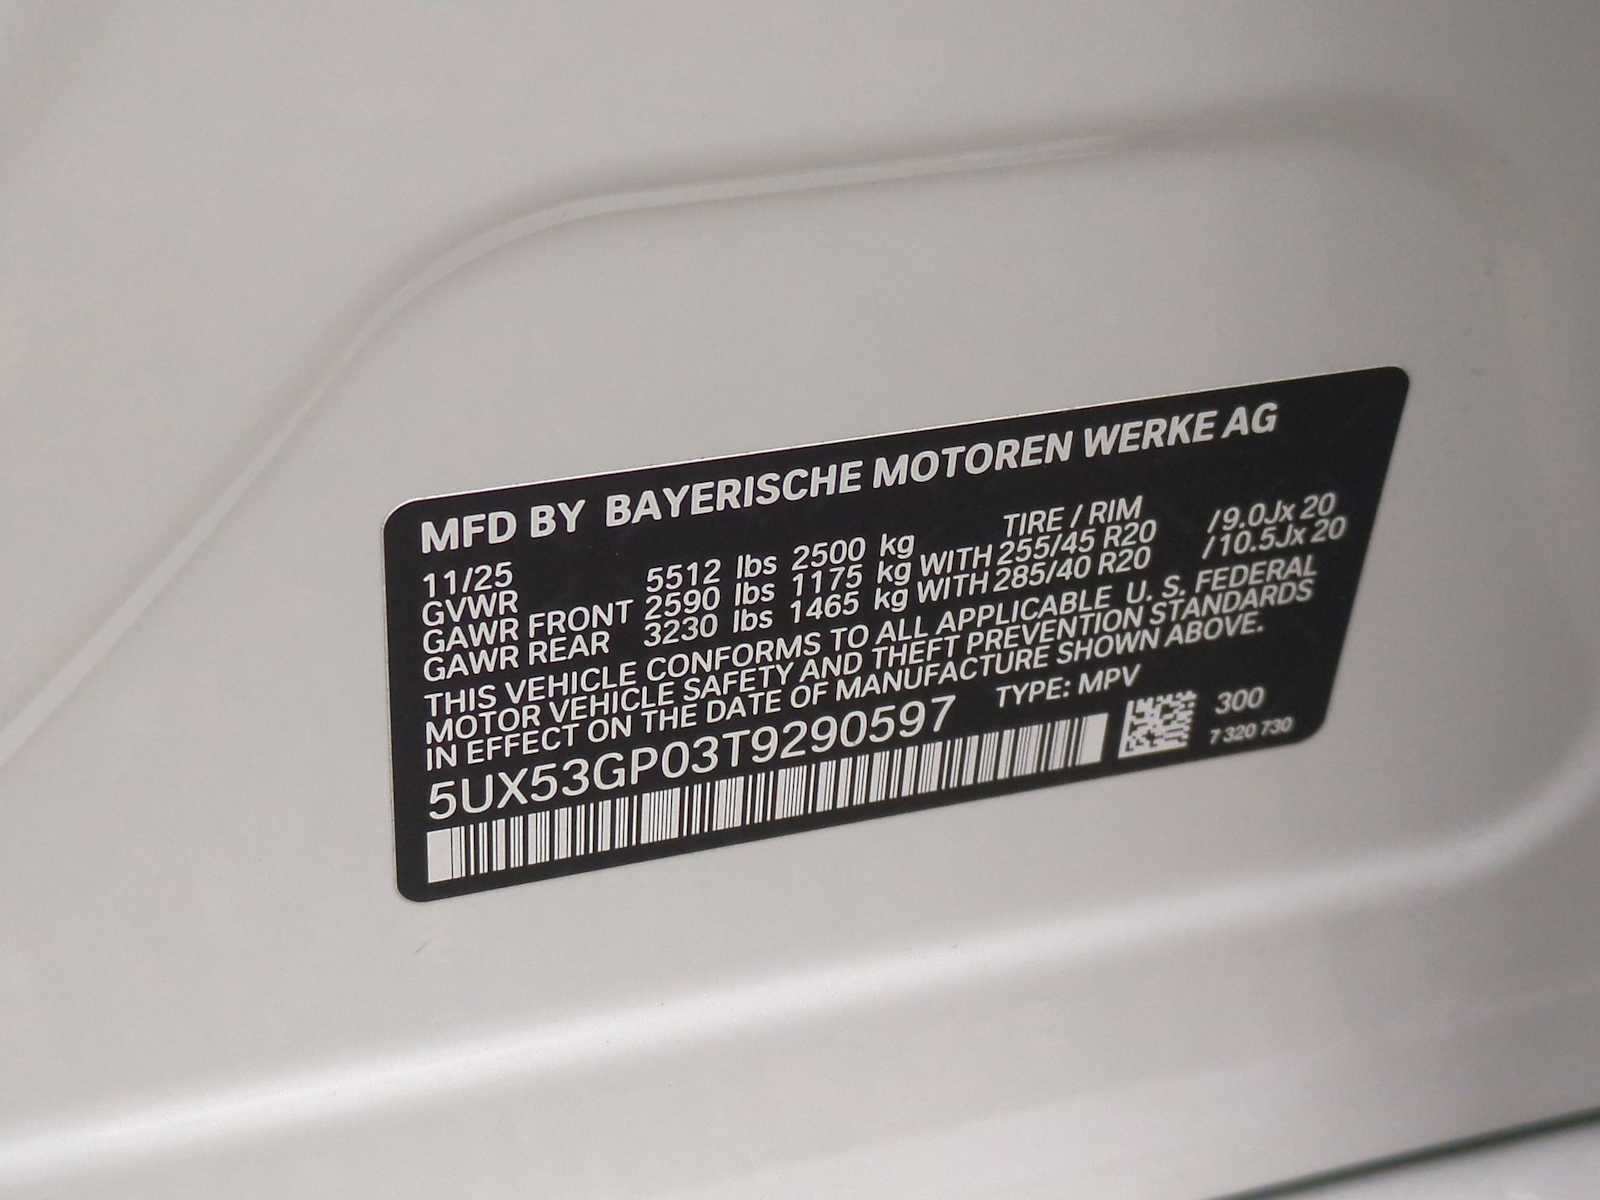 MFD BY BAYERISCHE MOTOREN WERKE AG
11/25 TIRE / RIM
GVWR 5512 lbs 2500 kg
GAWR FRONT 2590 lbs 1175 kg WITH 255/45 R20 /9.0Jx 20
GAWR REAR 3230 lbs 1465 kg WITH 285/40 R20 /10.5Jx 20
THIS VEHICLE CONFORMS TO ALL APPLICABLE U. S. FEDERAL
MOTOR VEHICLE SAFETY AND THEFT PREVENTION STANDARDS
IN EFFECT ON THE DATE OF MANUFACTURE SHOWN ABOVE.
5UX53GP03T9290597 TYPE: MPV
300
7 320 730